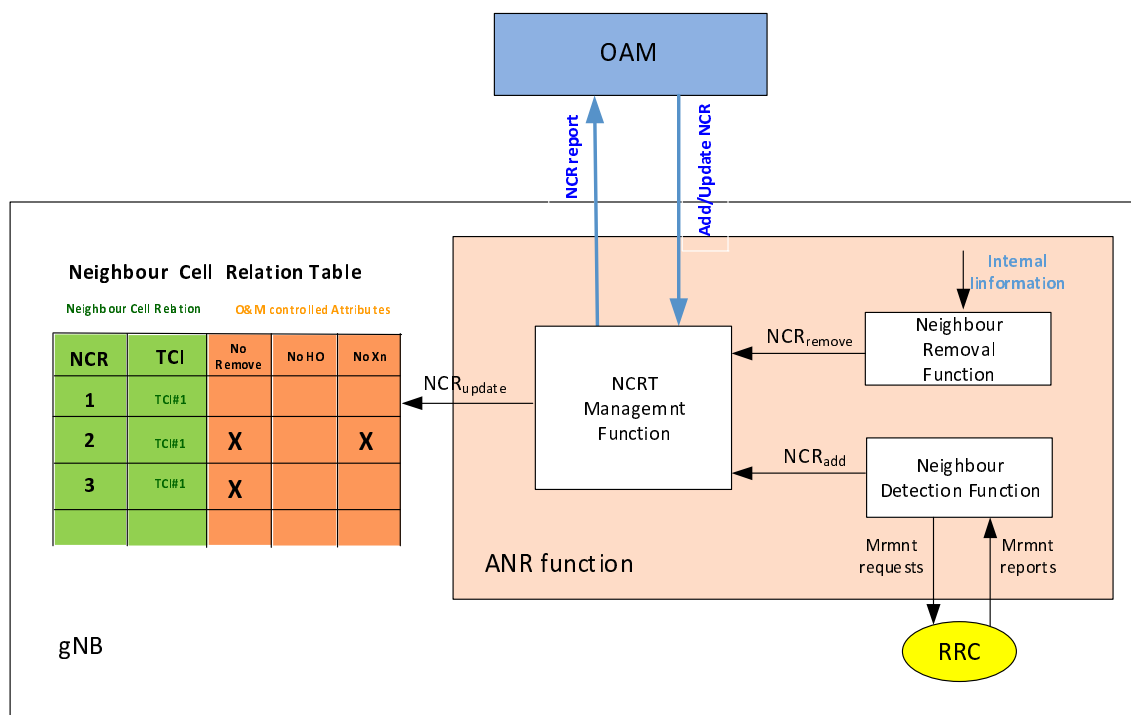 OAM
NCR report
Add/Update NCR
Neighbour Cell Relation Table
Neighbour Cell Relation
O&M controlled Attributes
NCR TCI No Remove No HO No Xn
1 TCI#1
2 TCI#1 X X
3 TCI#1 X
NCRupdate
NCRT
Managemnt
Function
NCRremove
NCRadd
Internal
Iinformation
Neighbour
Removal
Function
Neighbour
Detection Function
Mrmnt
requests
Mrmnt
reports
ANR function
RRC
gNB